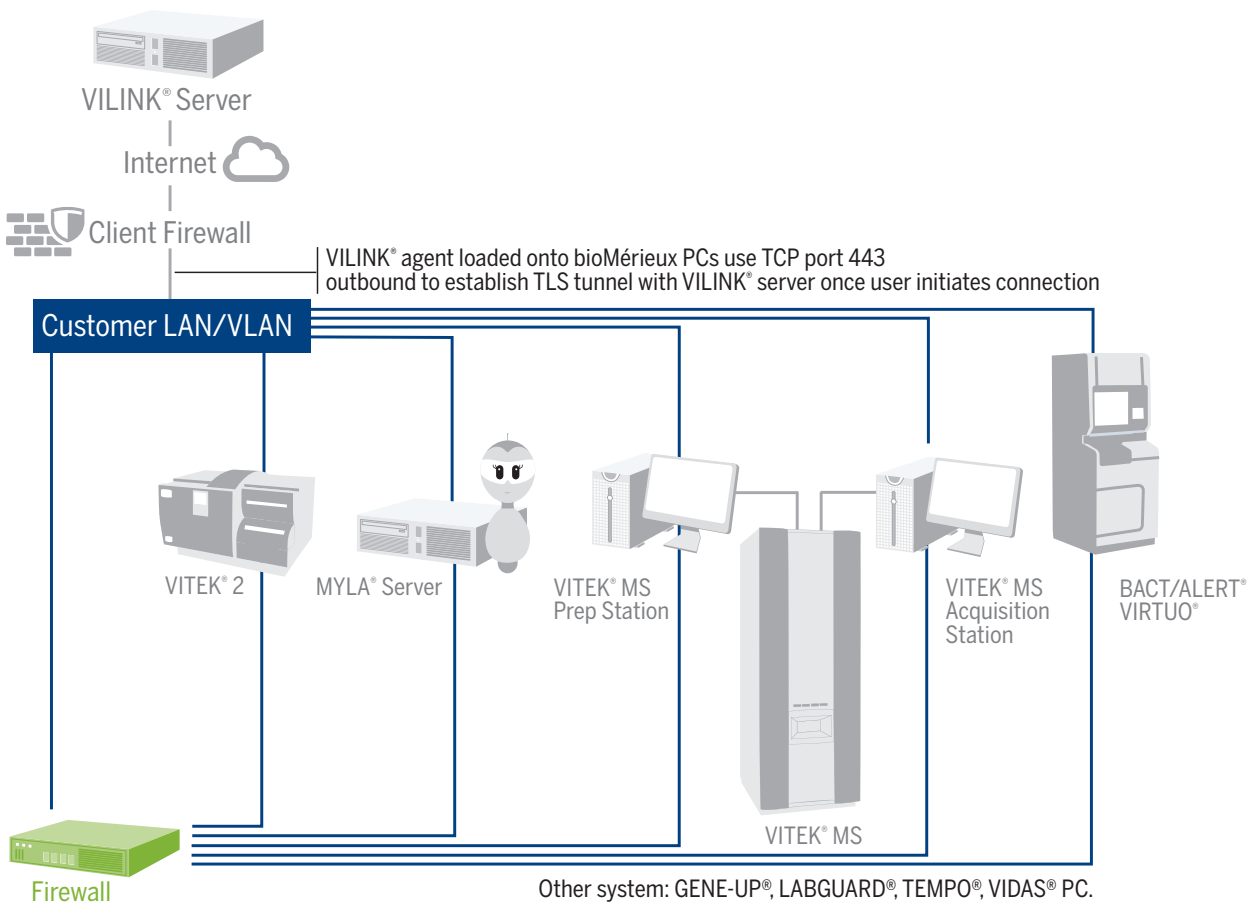 VILINK® Server
Internet
Client Firewall
VILINK® agent loaded onto bioMérieux PCs use TCP port 443
outbound to establish TLS tunnel with VILINK® server once user initiates connection
Customer LAN/VLAN
VITEK® 2
MYLA® Server
VITEK® MS
Prep Station
VITEK® MS
Acquisition
Station
BACT/ALERT®
VIRTUO®
VITEK® MS
Firewall
Other system: GENE-UP®, LABGUARD®, TEMPO®, VIDAS® PC.